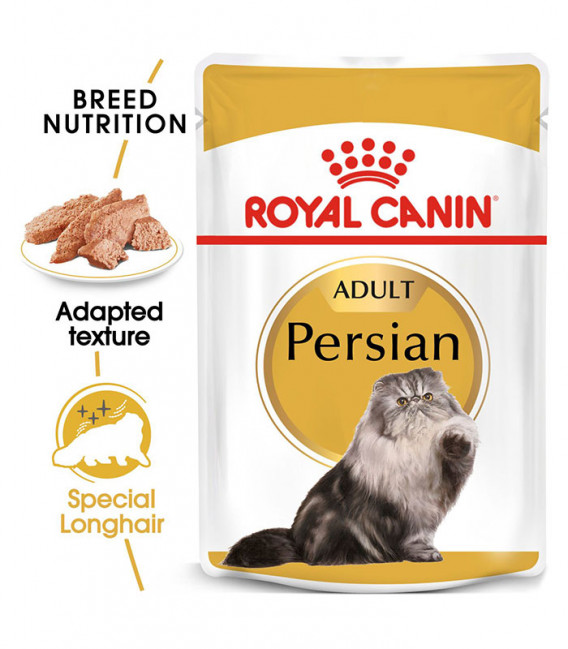 BREED
NUTRITION
Adapted
texture
Special
Longhair
ROYAL CANIN®
ADULT
Persian